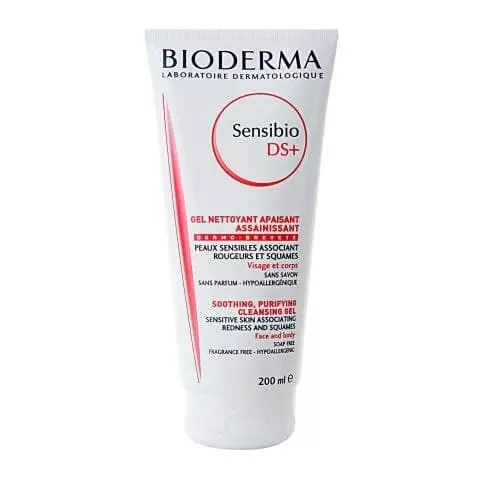 BIODERMA
LABORATOIRE DERMATOLOGIQUE
Sensibio
DS+
GEL NETTOYANT APAISANT
ASSAINISSANT
DERMO-BREVETÉ
PEAUX SENSIBLES ASSOCIANT
ROUGEURS ET SQUAMES
Visage et corps
SANS SAVON
SANS PARFUM - HYPOALLERGÉNIQUE
SOOTHING, PURIFYING
CLEANSING GEL
SENSITIVE SKIN ASSOCIATING
REDNESS AND SQUAMES
Face and body
SOAP FREE
FRAGRANCE FREE - HYPOALLERGENIC
200 ml ℮